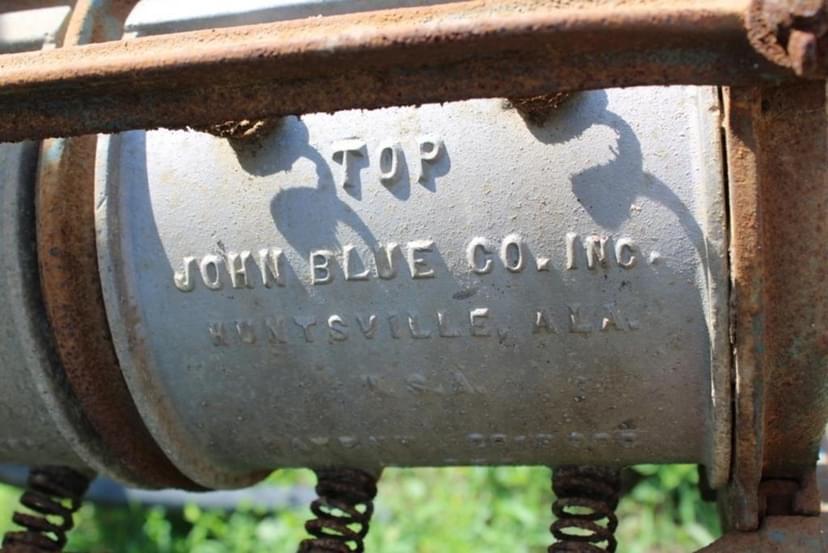 TOP
JOHN BLUE CO. INC.
HUNTSVILLE, ALA.
U.S.A.